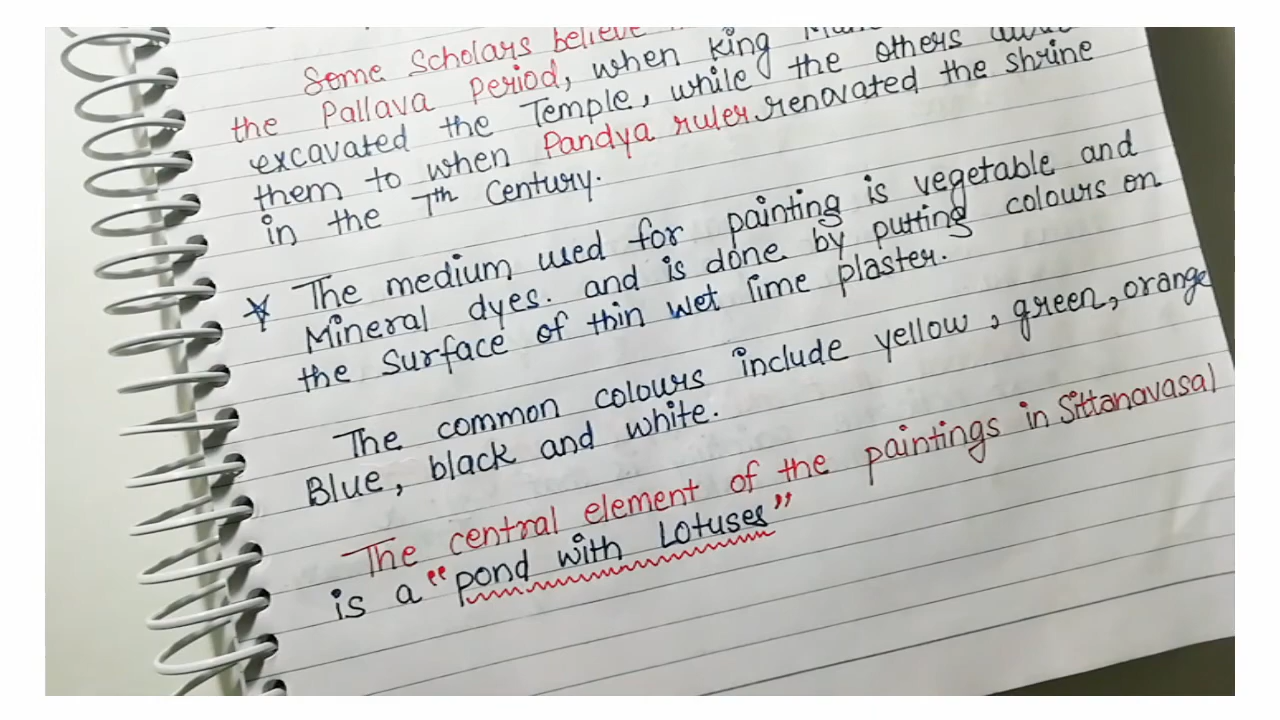 Some Scholars believe
the Pallava Period, when king
excavated the Temple, while the others
them to when Pandya ruler renovated the shrine
in the 7th Century.
☆ The medium used for painting is vegetable and
Mineral dyes. and is done by putting colours on
the Surface of thin wet lime plaster.
The common colours include yellow, green, orange
Blue, black and white.
The central element of the paintings in Sittanavasal
is a "pond with Lotuses"